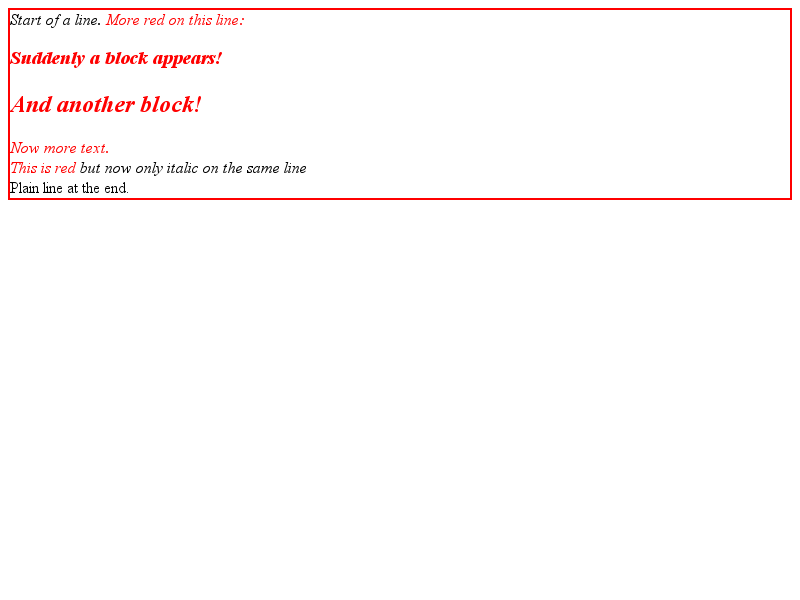 Start of a line. More red on this line:
Suddenly a block appears!
And another block!
Now more text.
This is red but now only italic on the same line
Plain line at the end.